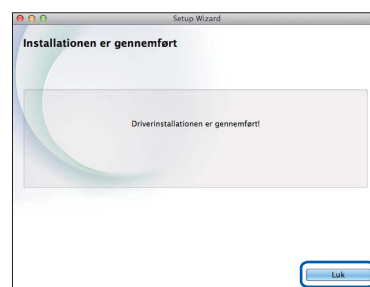 Setup Wizard
Installationen er gennemført
Driverinstallationen er gennemført!
Luk